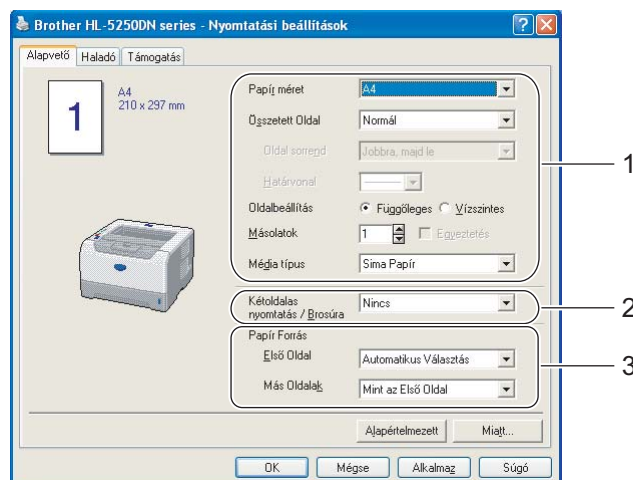 Brother HL-5250DN series - Nyomtatási beállítások
Alapvető Haladó Támogatás
1
A4
210 x 297 mm
Papír méret A4
Összetett Oldal Normál
Oldal sorrend Jobbra, majd le
Határvonal
Oldalbeállítás Függőleges Vízszintes
Másolatok 1 Egyeztetés
Média típus Sima Papír
1
Kétoldalas
nyomtatás / Brosúra Nincs
2
Papír Forrás
Első Oldal Automatikus Választás
Más Oldalak Mint az Első Oldal
3
Alapértelmezett Miatt...
OK Mégse Alkalmaz Súgó